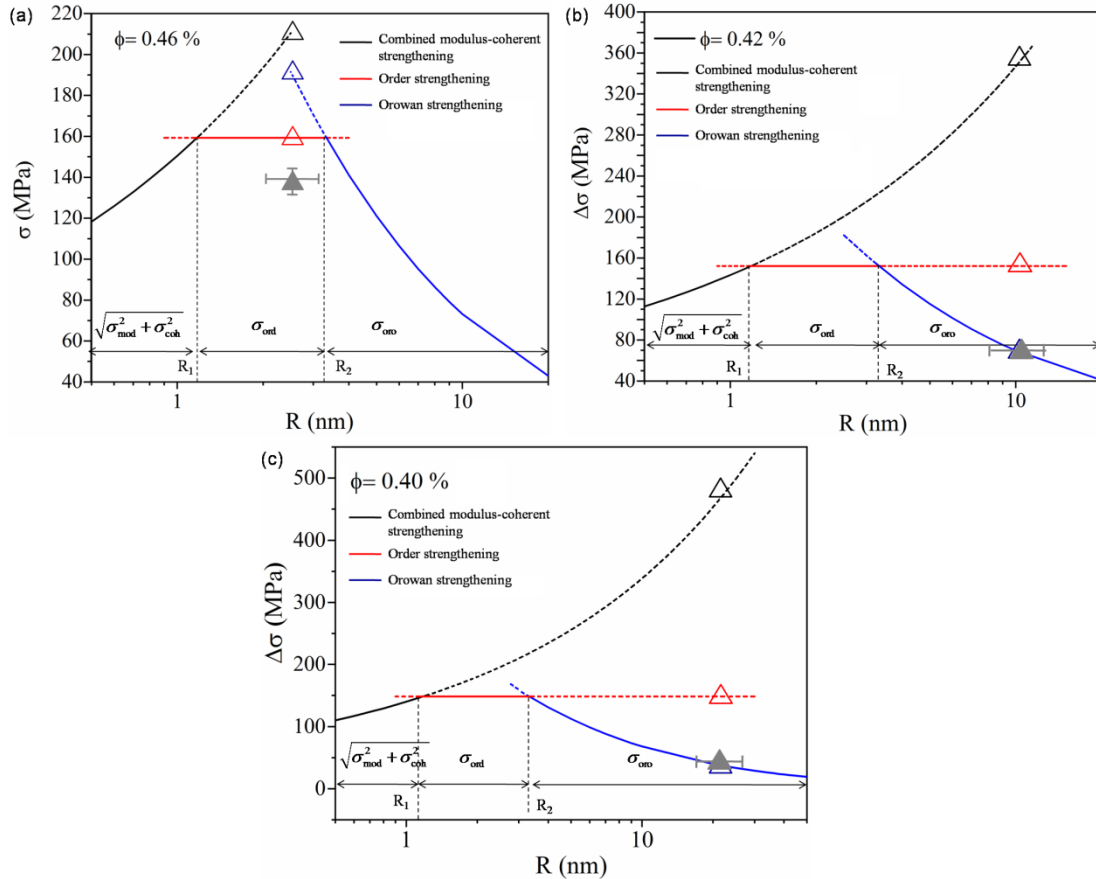 (a)
220
200
180
160
140
120
100
80
60
40
σ (MPa)
ϕ= 0.46 %
Combined modulus-coherent
strengthening
Order strengthening
Orowan strengthening
√(σ²mod + σ²coh)
σord
σoro
R₁
R₂
1
10
R (nm)
(b)
400
360
320
280
240
200
160
120
80
40
Δσ (MPa)
ϕ= 0.42 %
Combined modulus-coherent
strengthening
Order strengthening
Orowan strengthening
√(σ²mod + σ²coh)
σord
σoro
R₁
R₂
1
10
R (nm)
(c)
500
400
300
200
100
0
Δσ (MPa)
ϕ= 0.40 %
Combined modulus-coherent
strengthening
Order strengthening
Orowan strengthening
√(σ²mod + σ²coh)
σord
σoro
R₁
R₂
1
10
R (nm)